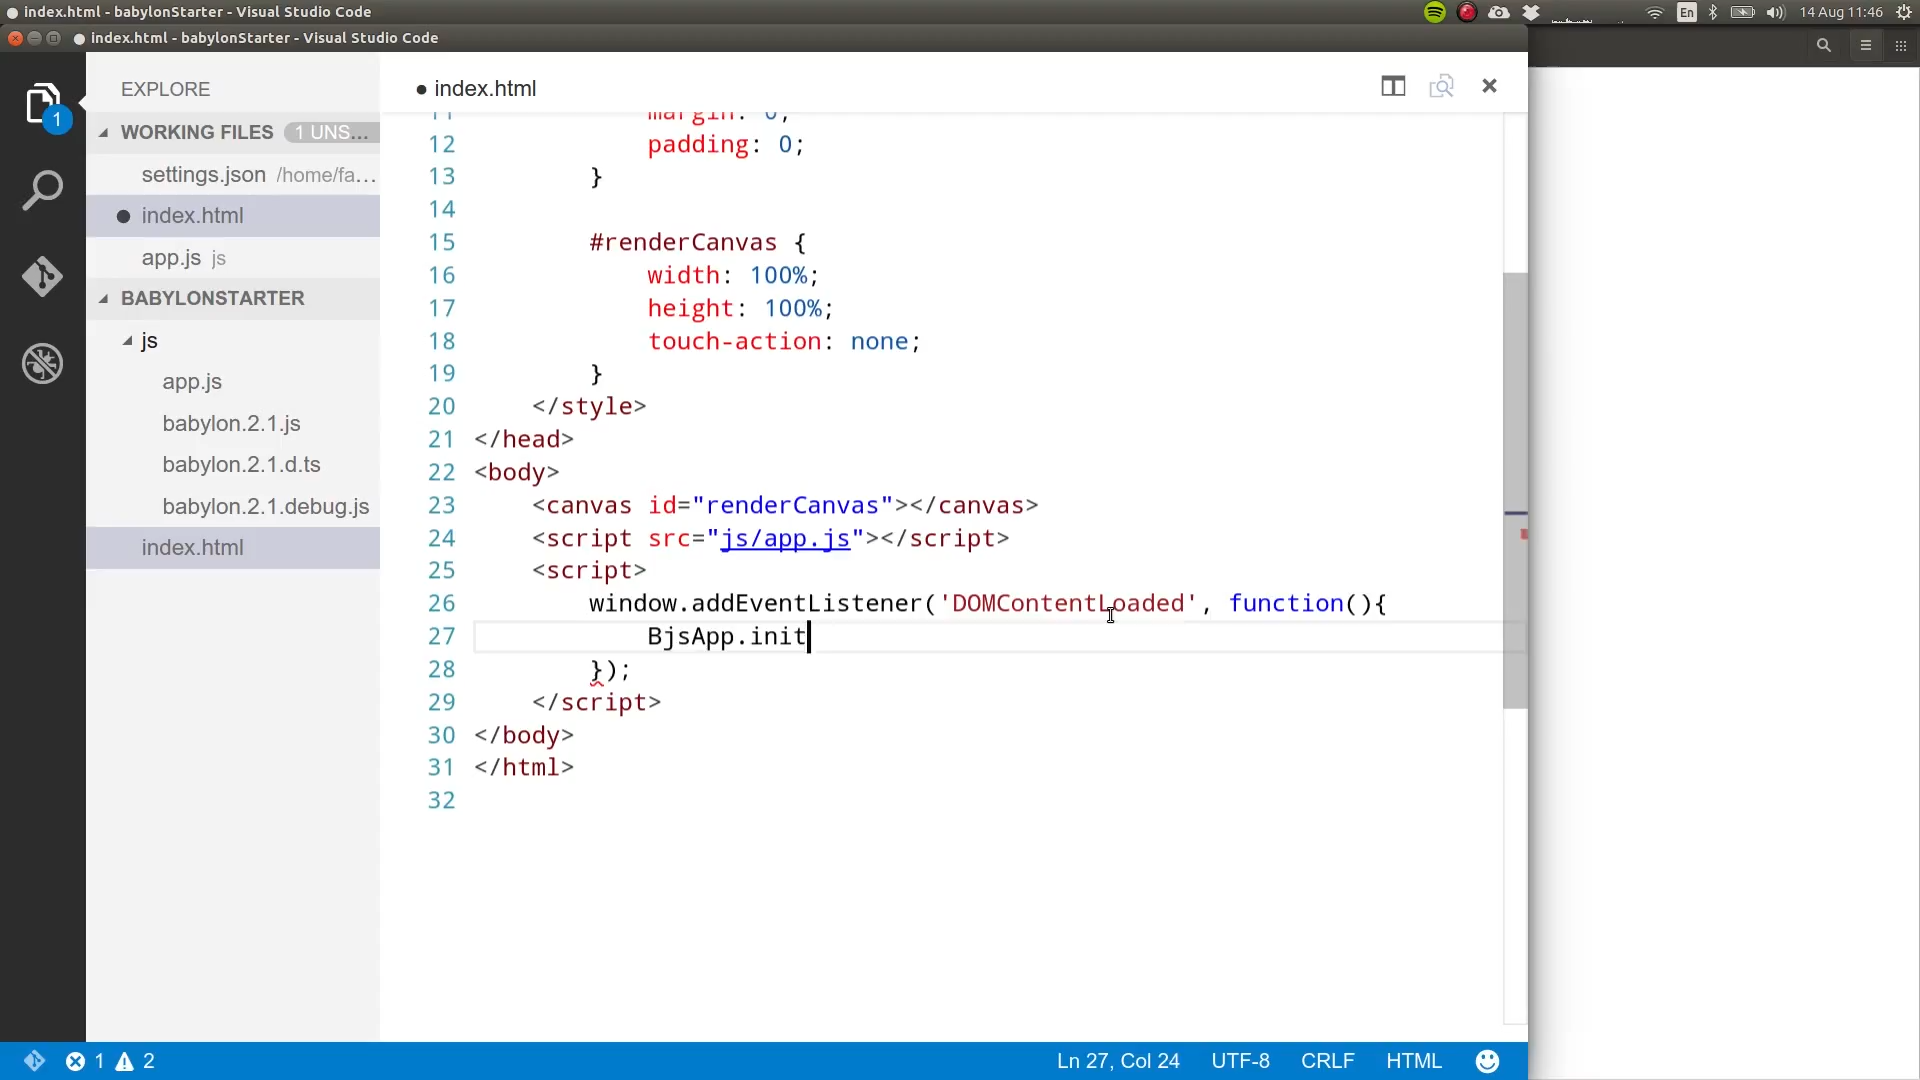 index.html - babylonStarter - Visual Studio Code
En
14 Aug 11:46
index.html - babylonStarter - Visual Studio Code
EXPLORE
1
WORKING FILES 1 UNS...
settings.json /home/fa...
index.html
app.js js
BABYLONSTARTER
js
app.js
babylon.2.1.js
babylon.2.1.d.ts
babylon.2.1.debug.js
index.html
index.html
11 margin: 0;
12 padding: 0;
13 }
14
15 #renderCanvas {
16 width: 100%;
17 height: 100%;
18 touch-action: none;
19 }
20 </style>
21 </head>
22 <body>
23 <canvas id="renderCanvas"></canvas>
24 <script src="js/app.js"></script>
25 <script>
26 window.addEventListener('DOMContentLoaded', function(){
27 BjsApp.init
28 });
29 </script>
30 </body>
31 </html>
32
1 2
Ln 27, Col 24 UTF-8 CRLF HTML